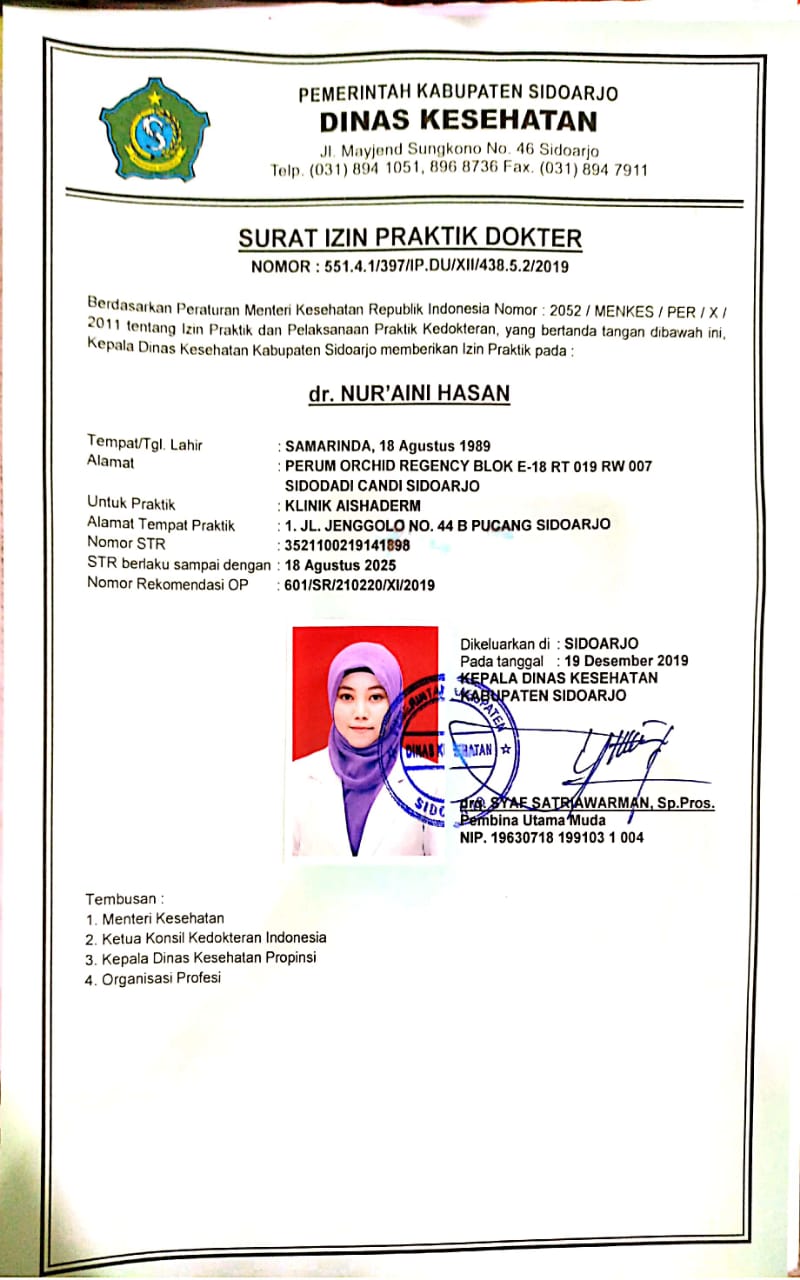 PEMERINTAH KABUPATEN SIDOARJO
DINAS KESEHATAN
Jl. Mayjend Sungkono No. 46 Sidoarjo
Telp. (031) 894 1051, 896 8736 Fax. (031) 894 7911
SURAT IZIN PRAKTIK DOKTER
NOMOR : 551.4.1/397/IP.DU/XII/438.5.2/2019
Berdasarkan Peraturan Menteri Kesehatan Republik Indonesia Nomor : 2052 / MENKES / PER / X /
2011 tentang Izin Praktik dan Pelaksanaan Praktik Kedokteran, yang bertanda tangan dibawah ini,
Kepala Dinas Kesehatan Kabupaten Sidoarjo memberikan Izin Praktik pada :
dr. NUR'AINI HASAN
Tempat/Tgl. Lahir : SAMARINDA, 18 Agustus 1989
Alamat : PERUM ORCHID REGENCY BLOK E-18 RT 019 RW 007
SIDODADI CANDI SIDOARJO
Untuk Praktik : KLINIK AISHADERM
Alamat Tempat Praktik : 1. JL. JENGGOLO NO. 44 B PUCANG SIDOARJO
Nomor STR : 3521100219141898
STR berlaku sampai dengan : 18 Agustus 2025
Nomor Rekomendasi OP : 601/SR/210220/XI/2019
Dikeluarkan di : SIDOARJO
Pada tanggal : 19 Desember 2019
KEPALA DINAS KESEHATAN
KABUPATEN SIDOARJO
drg. SYAF SATRIAWARMAN, Sp.Pros.
Pembina Utama Muda
NIP. 19630718 199103 1 004
Tembusan :
1. Menteri Kesehatan
2. Ketua Konsil Kedokteran Indonesia
3. Kepala Dinas Kesehatan Propinsi
4. Organisasi Profesi